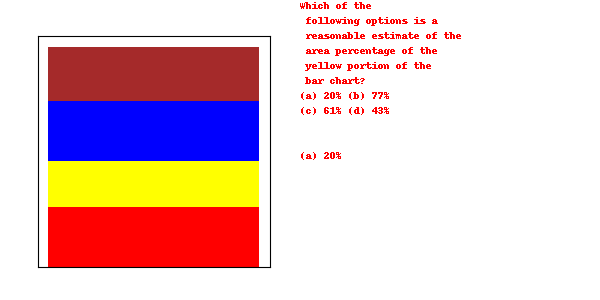 Which of the
following options is a
reasonable estimate of the
area percentage of the
yellow portion of the
bar chart?
(a) 20% (b) 77%
(c) 61% (d) 43%
(a) 20%